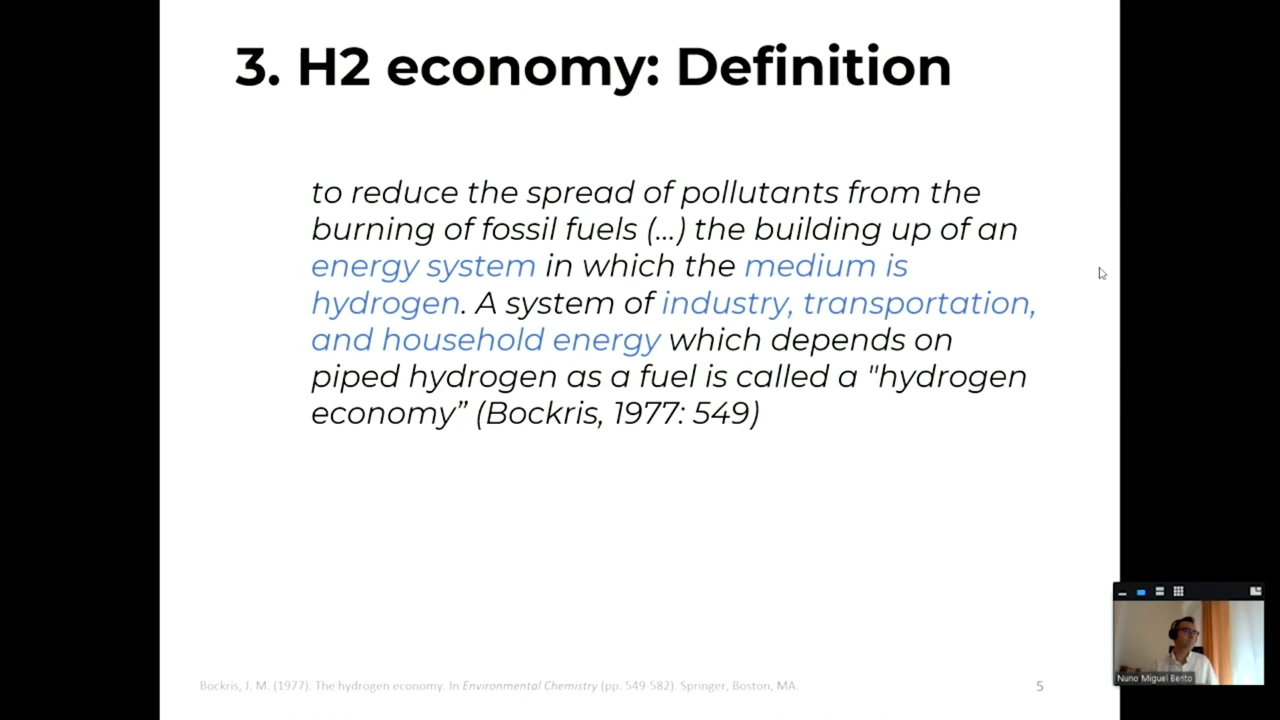 3. H2 economy: Definition
to reduce the spread of pollutants from the
burning of fossil fuels (...) the building up of an
energy system in which the medium is
hydrogen. A system of industry, transportation,
and household energy which depends on
piped hydrogen as a fuel is called a "hydrogen
economy” (Bockris, 1977: 549)
Bockris, J. M. (1977). The hydrogen economy. In Environmental Chemistry (pp. 549-582). Springer, Boston, MA.
5
Nuno Miguel Bento